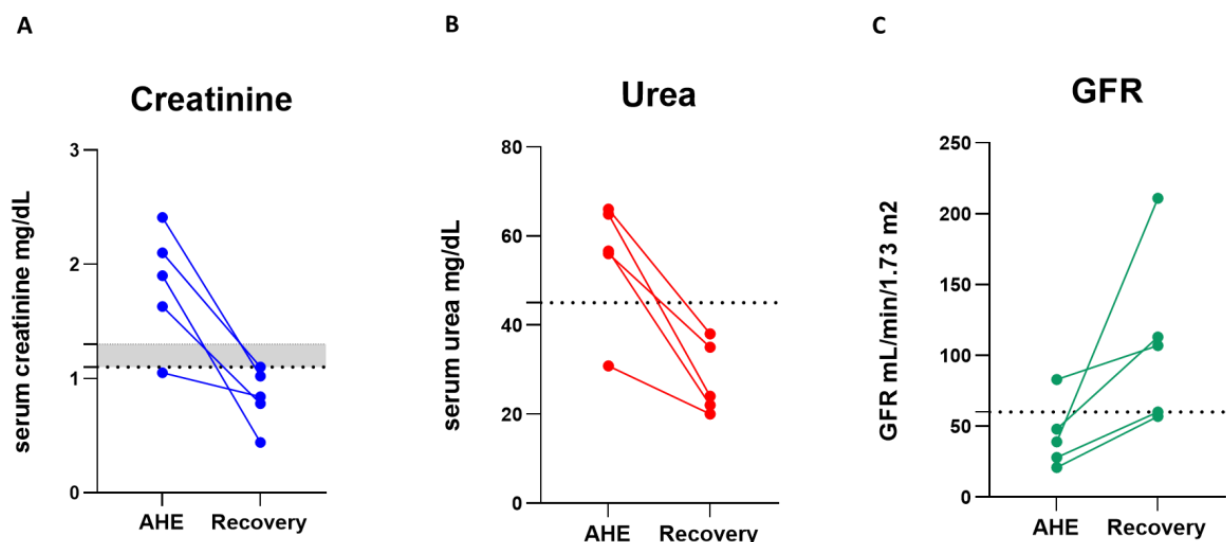 A
B
C
Creatinine
Urea
GFR
serum creatinine mg/dL
3
2
1
0
AHE Recovery
serum urea mg/dL
80
60
40
20
0
AHE Recovery
GFR mL/min/1.73 m2
250
200
150
100
50
0
AHE Recovery